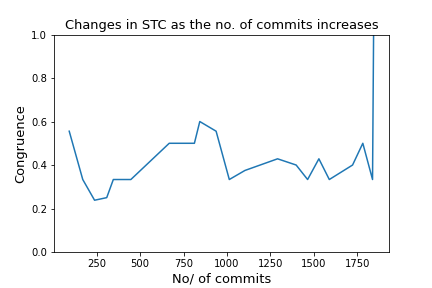 Changes in STC as the no. of commits increases
Congruence
1.0
0.8
0.6
0.4
0.2
0.0
250 500 750 1000 1250 1500 1750
No/ of commits